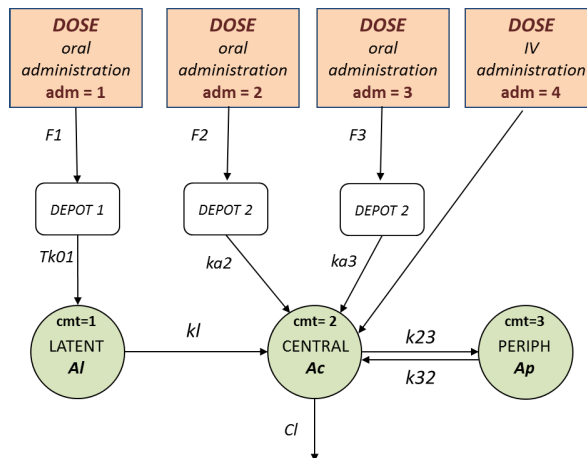 DOSE
oral
administration
adm = 1
DOSE
oral
administration
adm = 2
DOSE
oral
administration
adm = 3
DOSE
IV
administration
adm = 4
F1
F2
F3
DEPOT 1
DEPOT 2
DEPOT 2
Tk01
ka2
ka3
cmt=1
LATENT
Al
kl
cmt= 2
CENTRAL
Ac
k23
k32
cmt=3
PERIPH
Ap
Cl